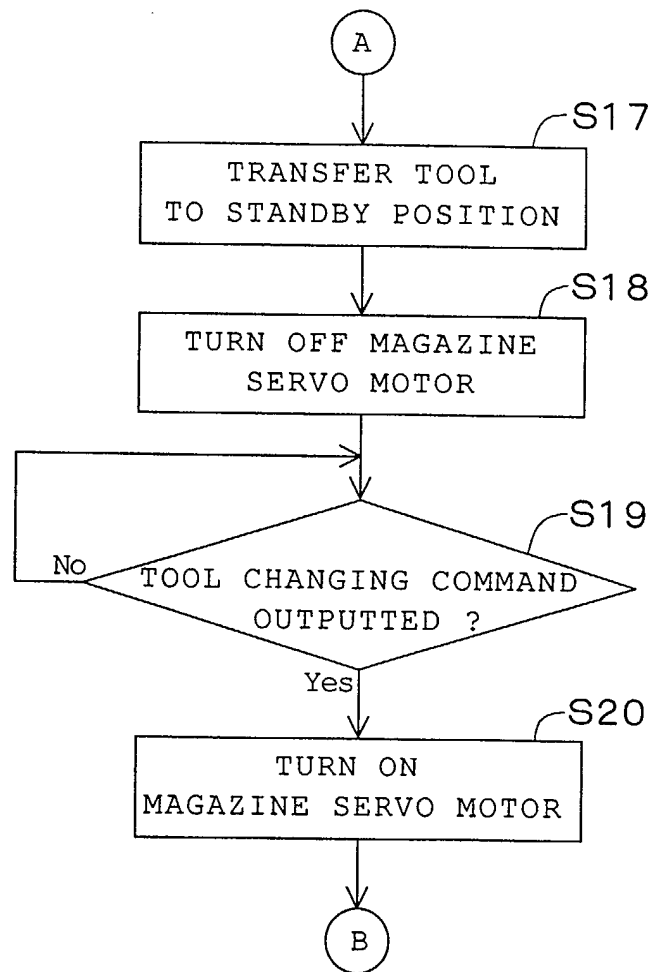 A
S17
TRANSFER TOOL
TO STANDBY POSITION
S18
TURN OFF MAGAZINE
SERVO MOTOR
S19
No
TOOL CHANGING COMMAND
OUTPUTTED ?
Yes
S20
TURN ON
MAGAZINE SERVO MOTOR
B